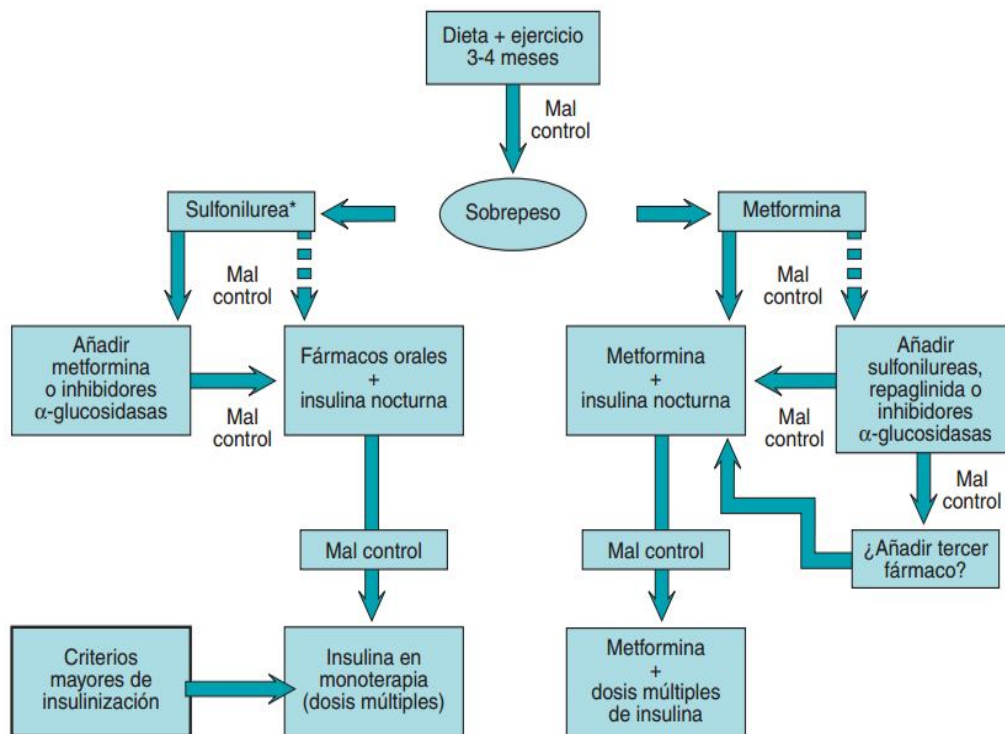 Dieta + ejercicio
3-4 meses
Mal
control
Sulfonilurea*
Sobrepeso
Metformina
Mal
control
Mal
control
Añadir
metformina
o inhibidores
α-glucosidasas
Mal
control
Fármacos orales
+
insulina nocturna
Metformina
+
insulina nocturna
Mal
control
Añadir
sulfonilureas,
repaglinida o
inhibidores
α-glucosidasas
Mal
control
Mal control
Mal control
¿Añadir tercer
fármaco?
Criterios
mayores de
insulinización
Insulina en
monoterapia
(dosis múltiples)
Metformina
+
dosis múltiples
de insulina